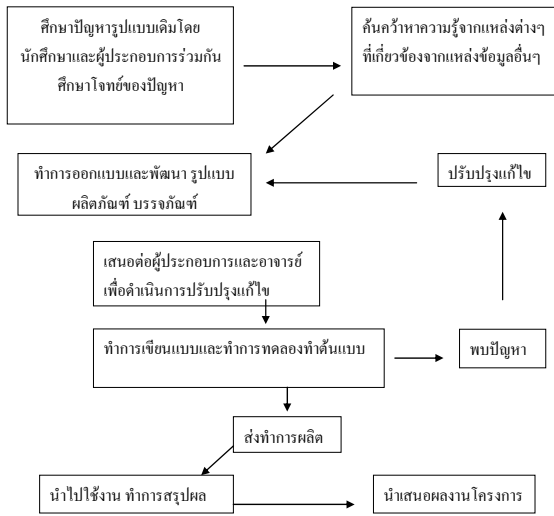 ศึกษาปัญหารูปแบบเดิมโดย
นักศึกษาและผู้ประกอบการร่วมกัน
ศึกษาโจทย์ของปัญหา
ค้นคว้าหาความรู้จากแหล่งต่างๆ
ที่เกี่ยวข้องจากแหล่งข้อมูลอื่นๆ
ทำการออกแบบและพัฒนา รูปแบบ
ผลิตภัณฑ์ บรรจุภัณฑ์
ปรับปรุงแก้ไข
เสนอต่อผู้ประกอบการและอาจารย์
เพื่อดำเนินการปรับปรุงแก้ไข
ทำการเขียนแบบและทำการทดลองทำต้นแบบ
พบปัญหา
ส่งทำการผลิต
นำไปใช้งาน ทำการสรุปผล
นำเสนอผลงานโครงการ